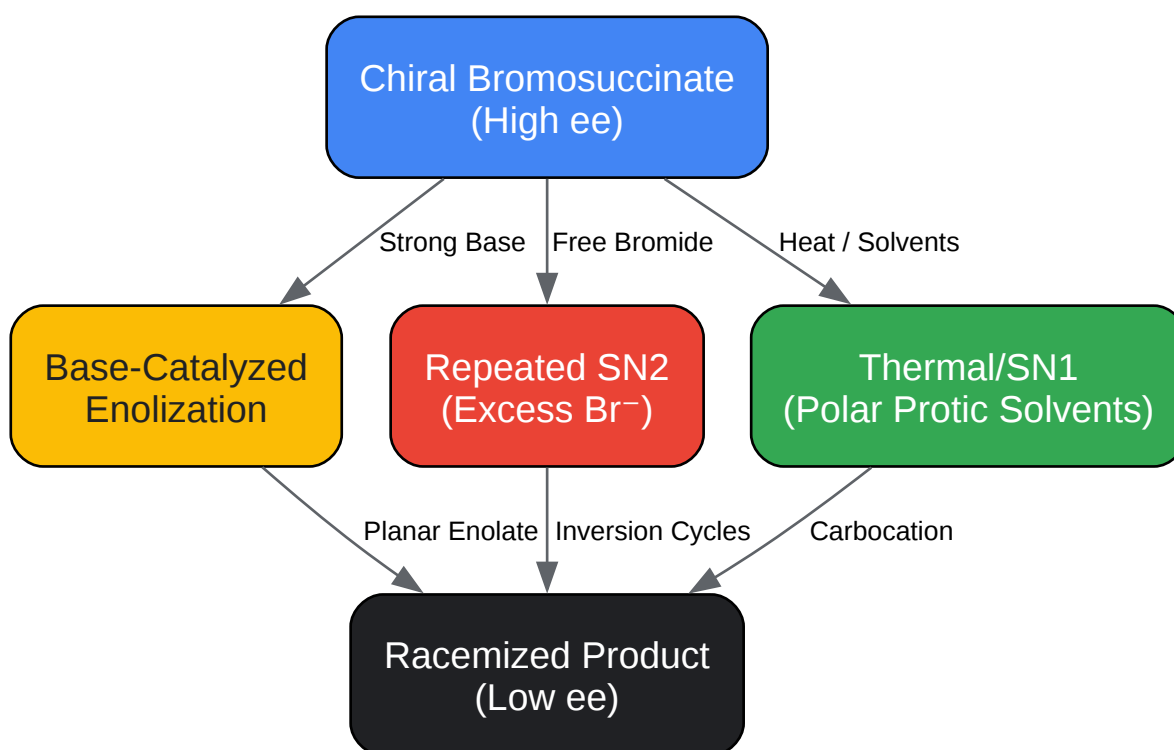 Chiral Bromosuccinate
(High ee)
Strong Base
Free Bromide
Heat / Solvents
Base-Catalyzed
Enolization
Repeated SN2
(Excess Br⁻)
Thermal/SN1
(Polar Protic Solvents)
Planar Enolate
Inversion Cycles
Carbocation
Racemized Product
(Low ee)